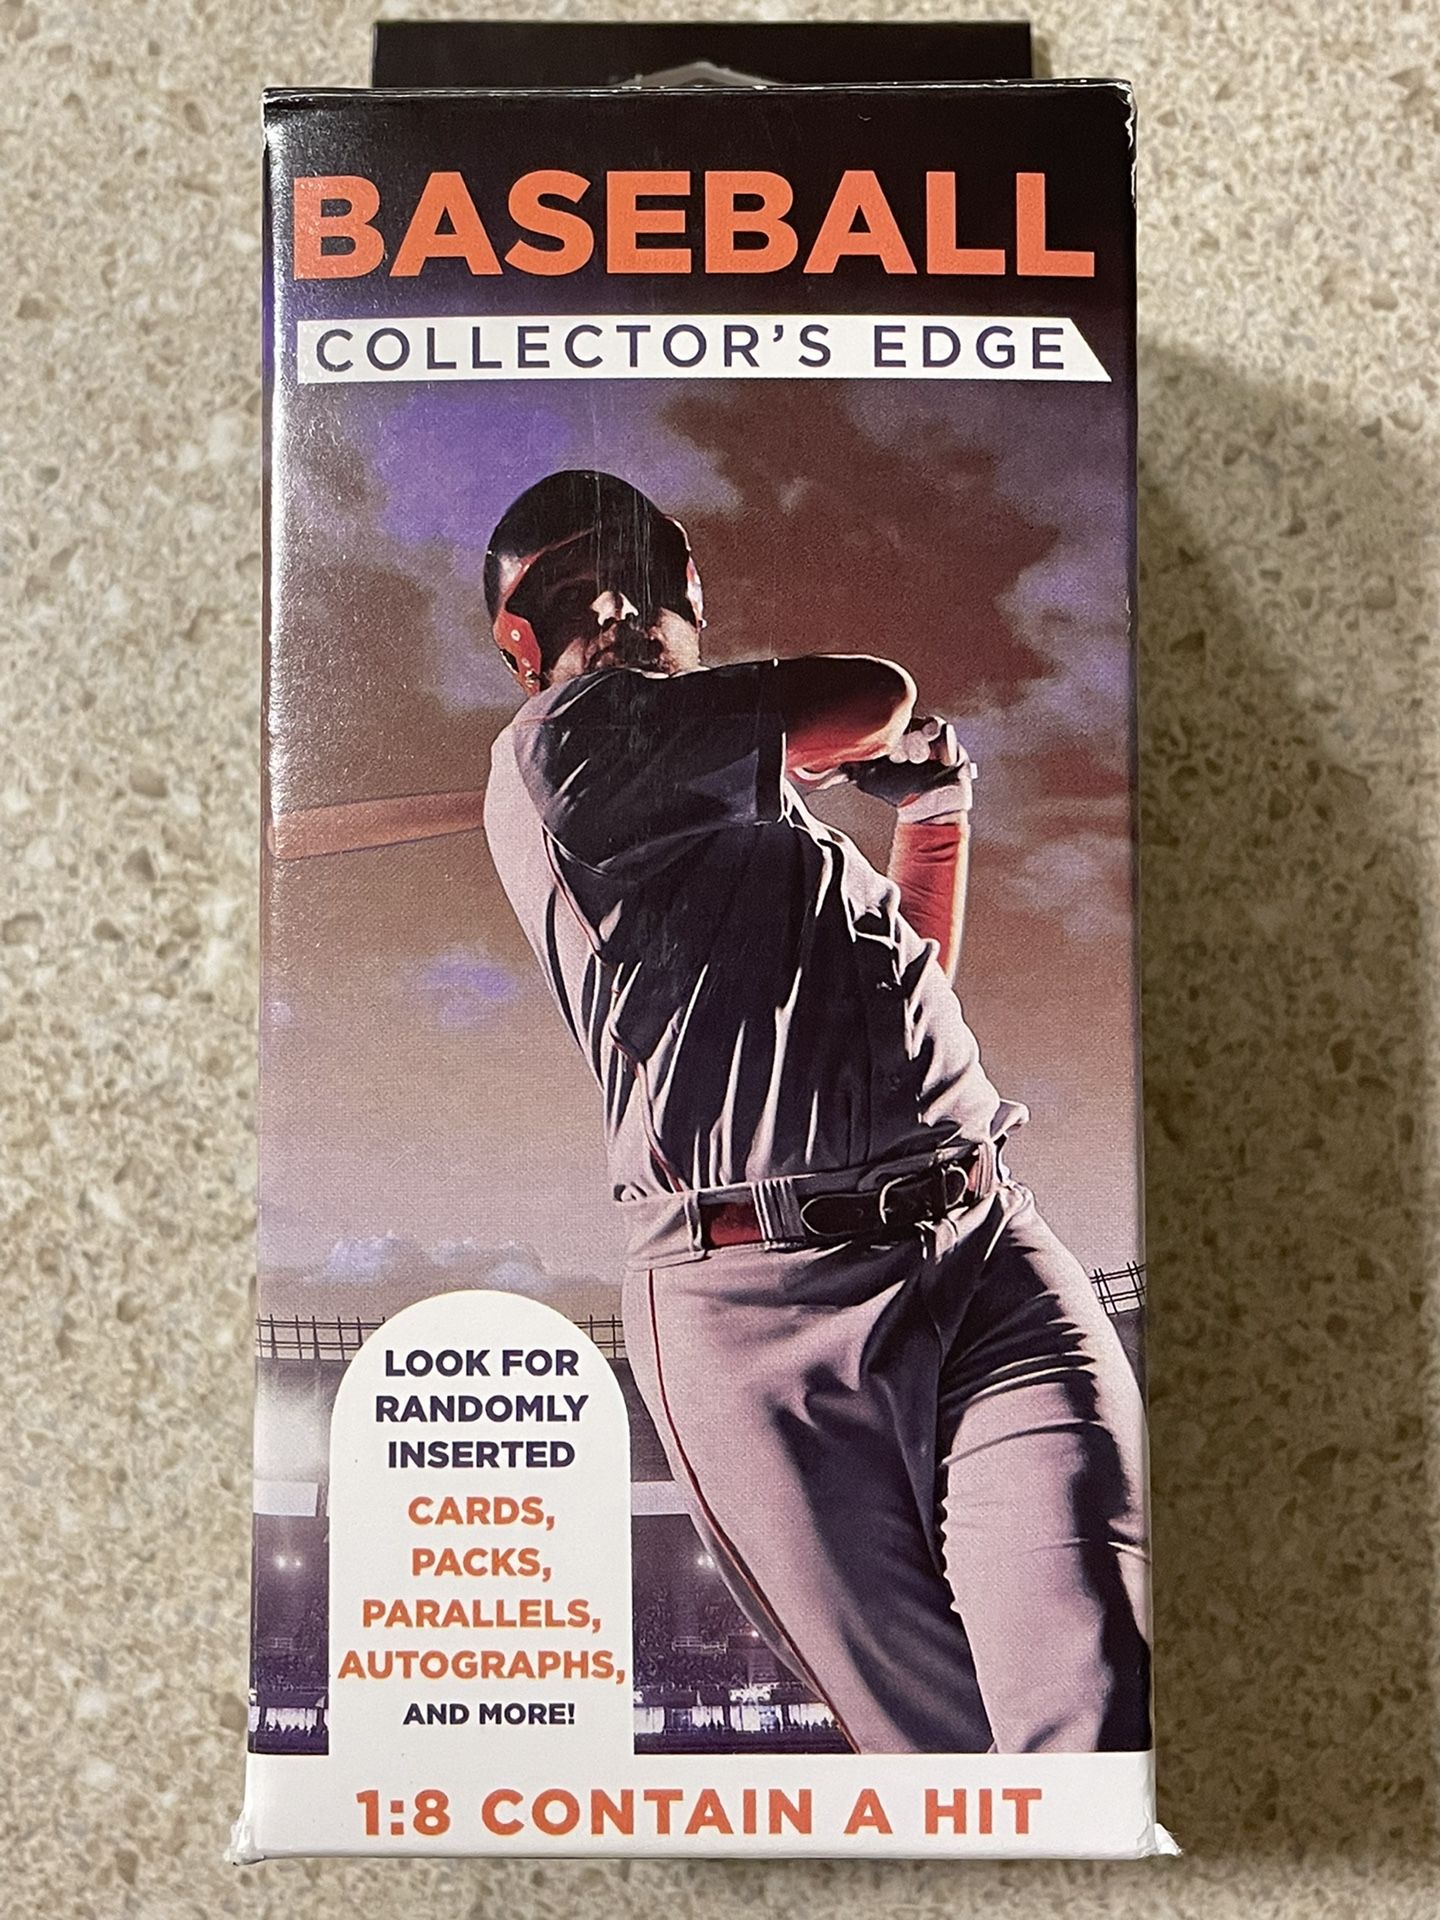 BASEBALL
COLLECTOR'S EDGE
LOOK FOR
RANDOMLY
INSERTED
CARDS,
PACKS,
PARALLELS,
AUTOGRAPHS,
AND MORE!
1:8 CONTAIN A HIT